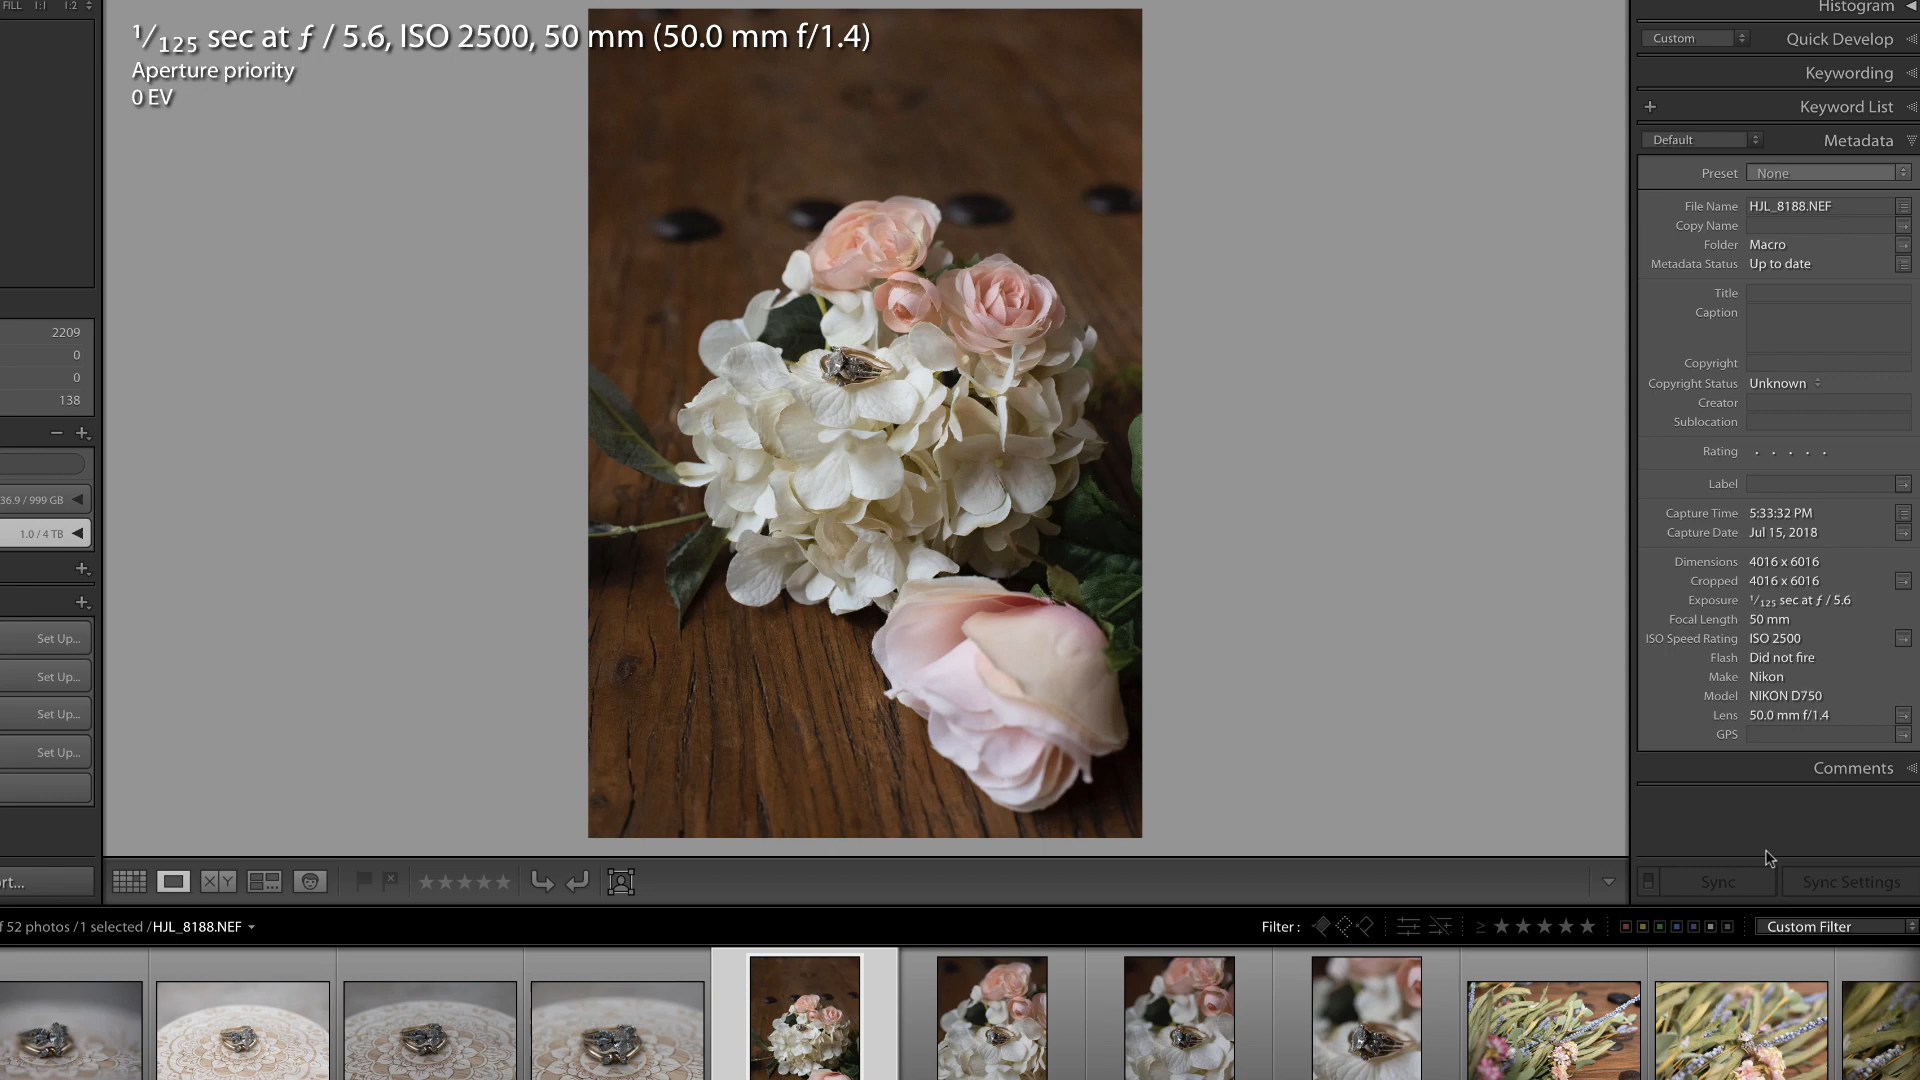 FILL 1:1 1:2
¹⁄₁₂₅ sec at ƒ / 5.6, ISO 2500, 50 mm (50.0 mm f/1.4)
Aperture priority
0 EV
2209
0
0
138
36.9 / 999 GB
1.0 / 4 TB
Set Up...
Set Up...
Set Up...
Set Up...
rt...
Histogram
Custom Quick Develop
Keywording
+ Keyword List
Default Metadata
Preset None
File Name HJL_8188.NEF
Copy Name
Folder Macro
Metadata Status Up to date
Title
Caption
Copyright
Copyright Status Unknown
Creator
Sublocation
Rating . . . . .
Label
Capture Time 5:33:32 PM
Capture Date Jul 15, 2018
Dimensions 4016 x 6016
Cropped 4016 x 6016
Exposure ¹⁄₁₂₅ sec at ƒ / 5.6
Focal Length 50 mm
ISO Speed Rating ISO 2500
Flash Did not fire
Make Nikon
Model NIKON D750
Lens 50.0 mm f/1.4
GPS
Comments
XY
Sync Sync Settings
f 52 photos / 1 selected / HJL_8188.NEF
Filter : ≥ Custom Filter